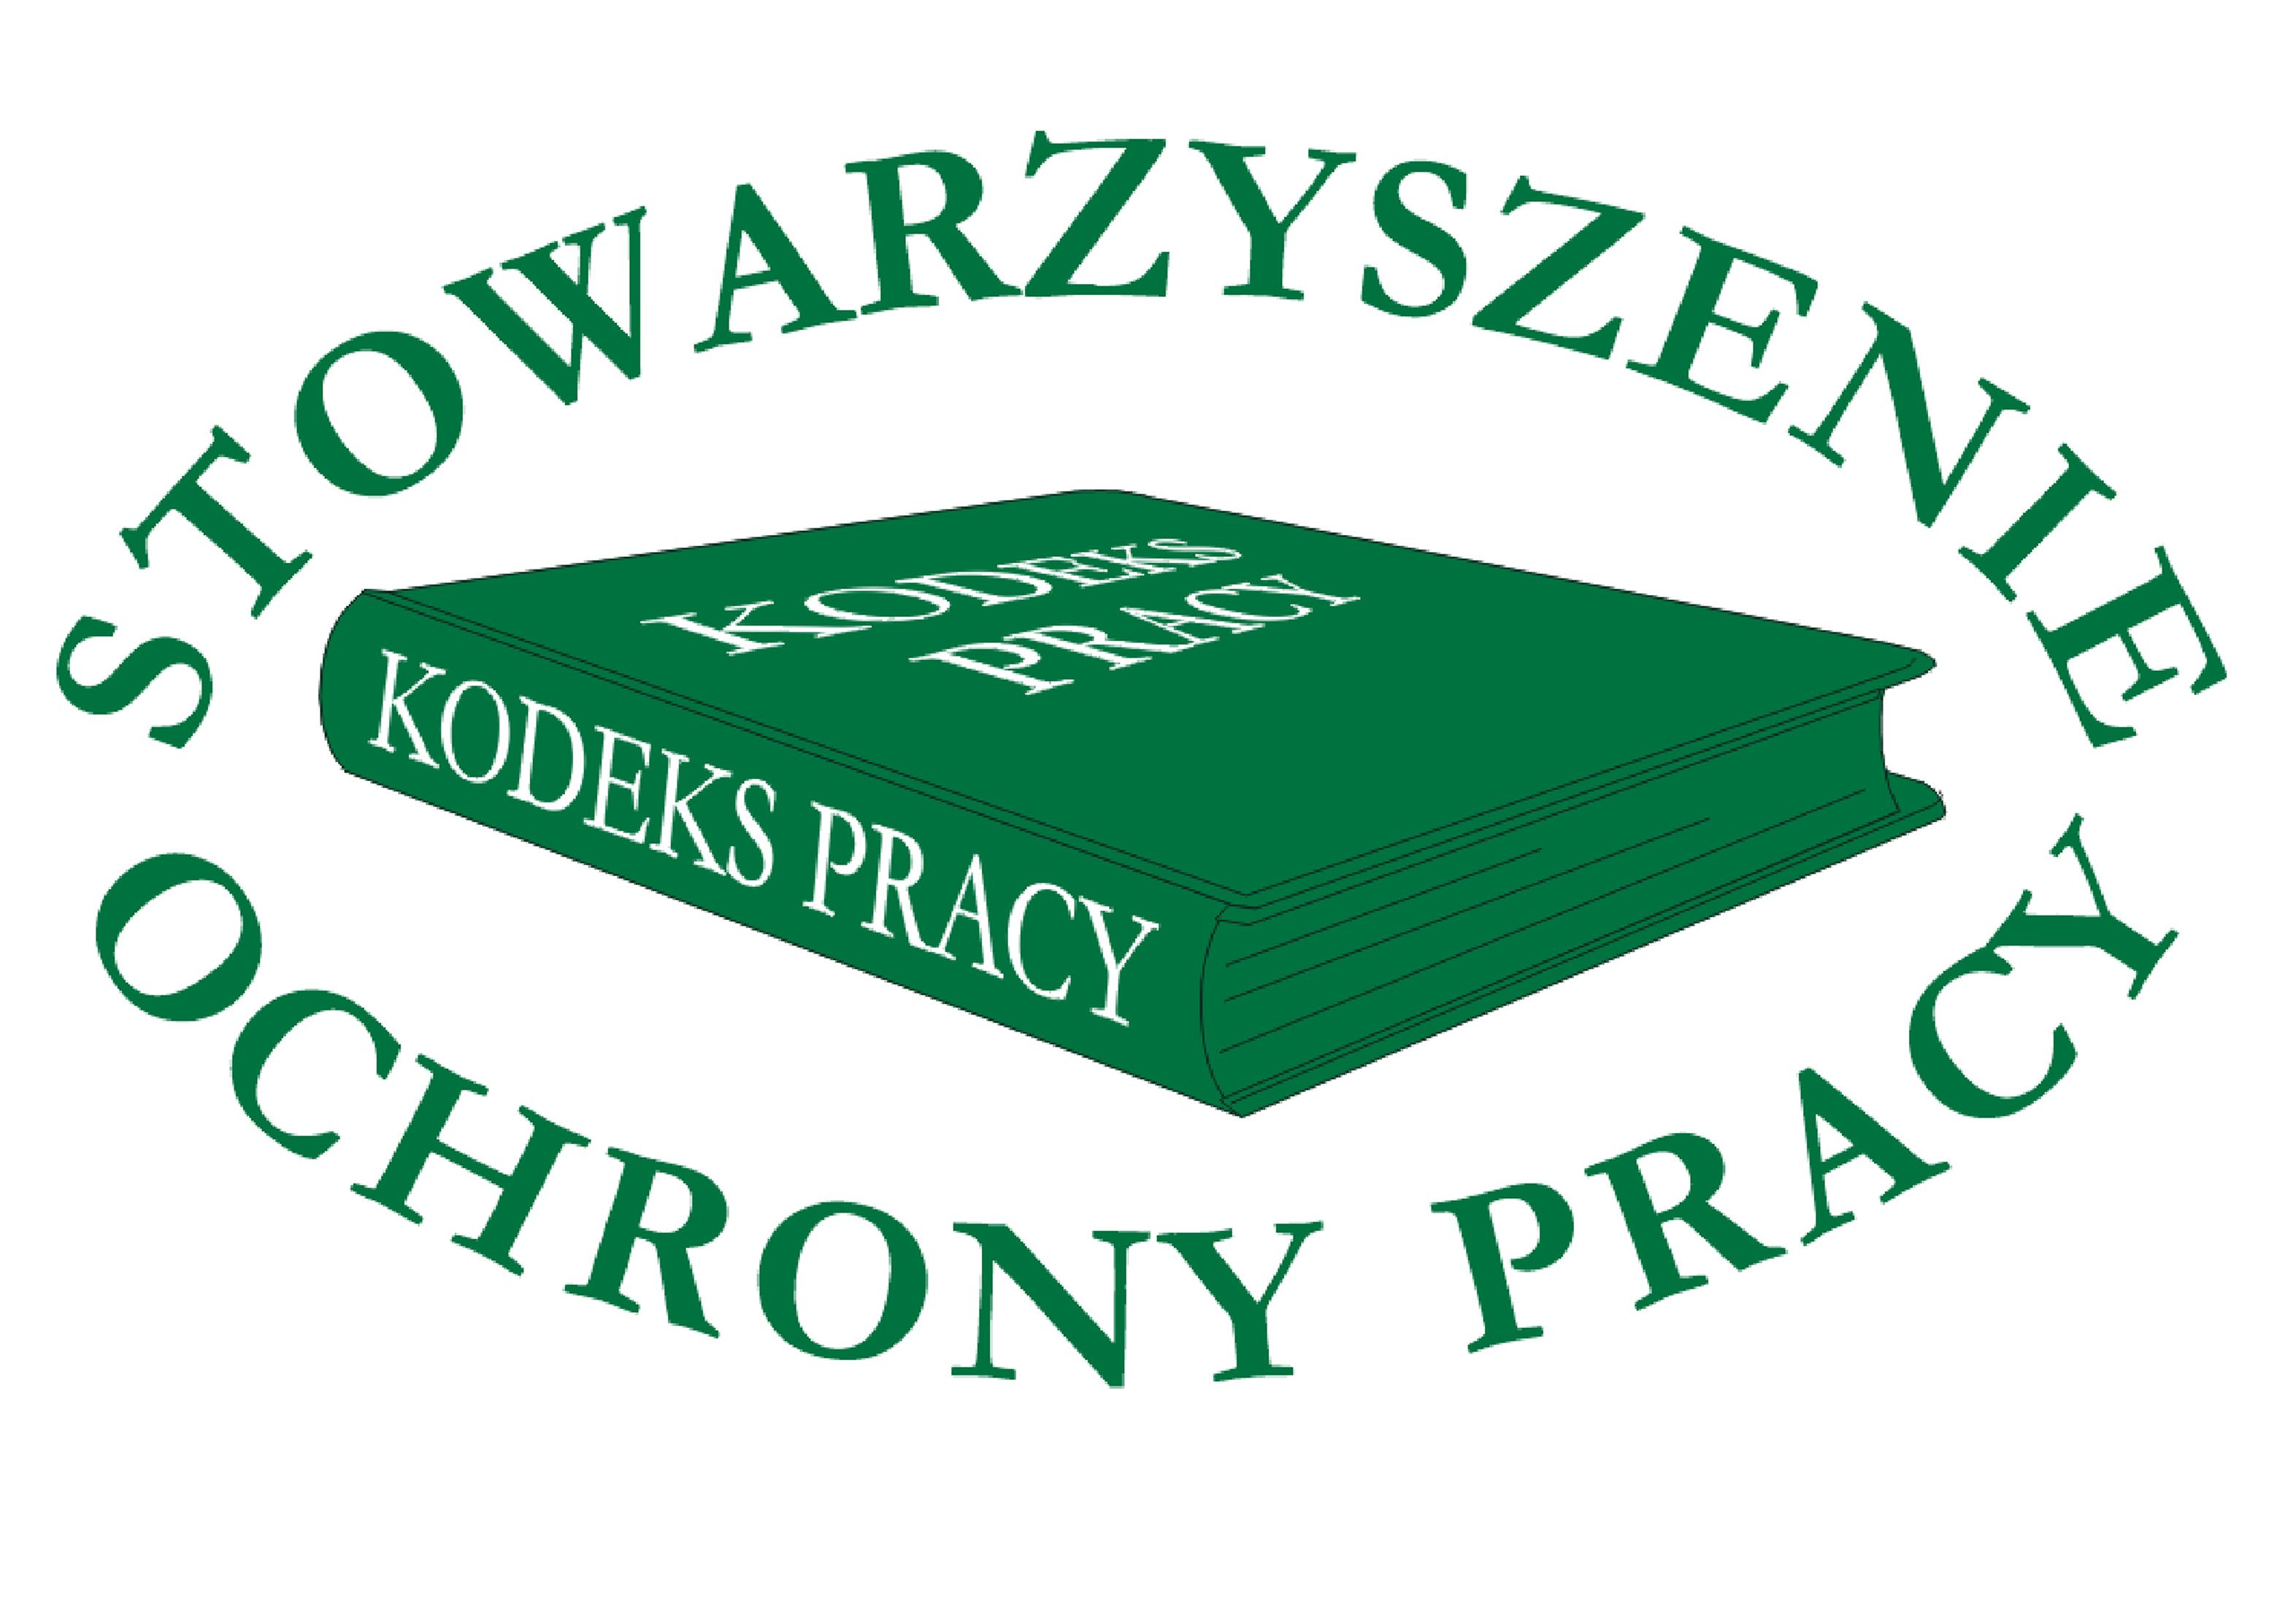 STOWARZYSZENIE
KODEKS
PRACY
KODEKS PRACY
OCHRONY PRACY